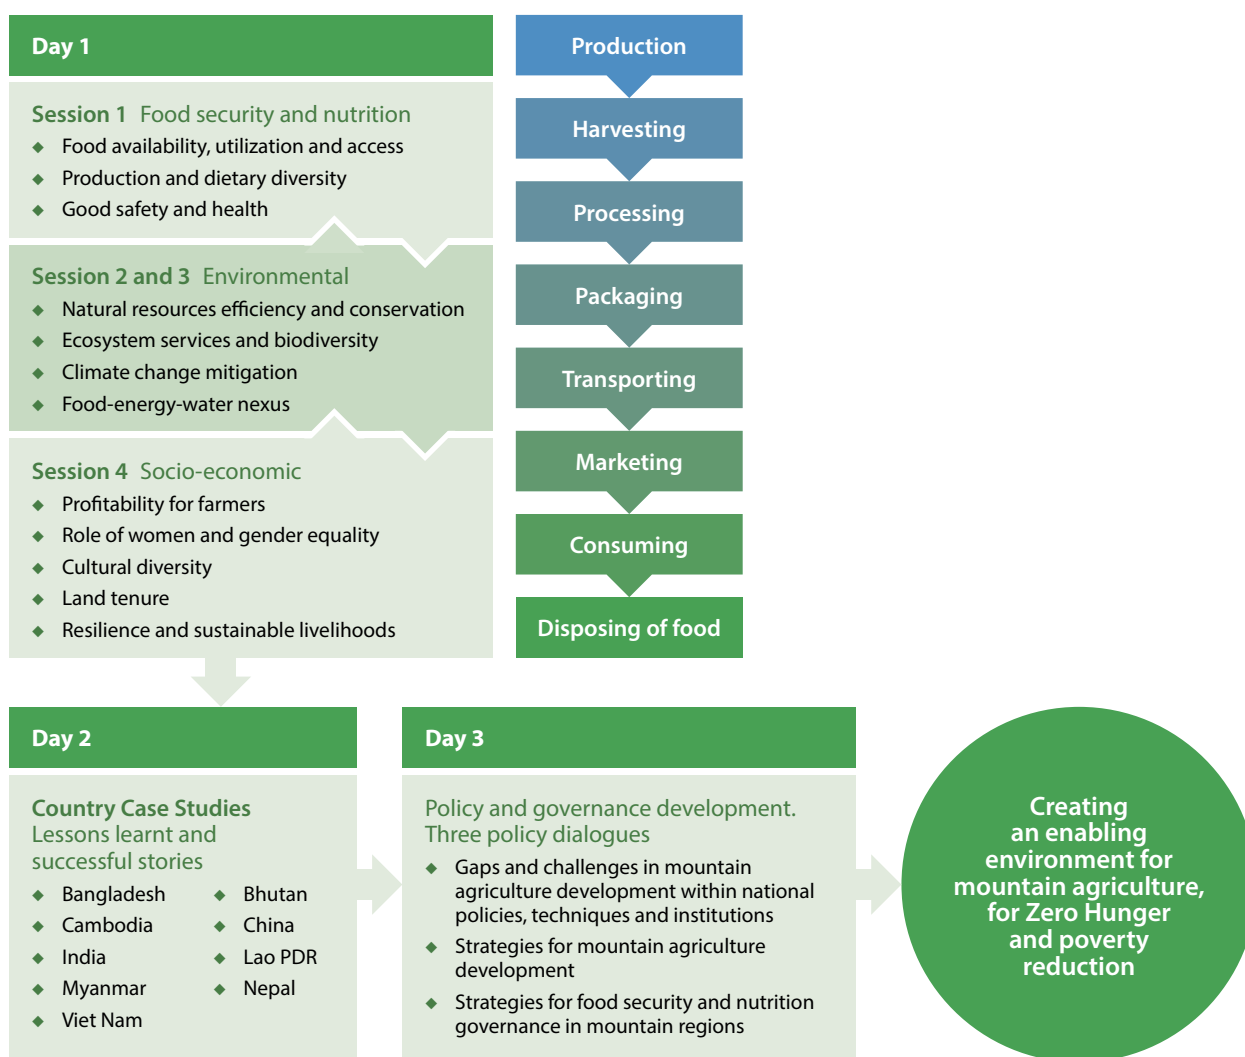 Day 1
Session 1 Food security and nutrition
◆ Food availability, utilization and access
◆ Production and dietary diversity
◆ Good safety and health
Session 2 and 3 Environmental
◆ Natural resources efficiency and conservation
◆ Ecosystem services and biodiversity
◆ Climate change mitigation
◆ Food-energy-water nexus
Session 4 Socio-economic
◆ Profitability for farmers
◆ Role of women and gender equality
◆ Cultural diversity
◆ Land tenure
◆ Resilience and sustainable livelihoods
Production
Harvesting
Processing
Packaging
Transporting
Marketing
Consuming
Disposing of food
Day 2
Country Case Studies
Lessons learnt and
successful stories
◆ Bangladesh
◆ Cambodia
◆ India
◆ Myanmar
◆ Viet Nam
◆ Bhutan
◆ China
◆ Lao PDR
◆ Nepal
Day 3
Policy and governance development.
Three policy dialogues
◆ Gaps and challenges in mountain
agriculture development within national
policies, techniques and institutions
◆ Strategies for mountain agriculture
development
◆ Strategies for food security and nutrition
governance in mountain regions
Creating
an enabling
environment for
mountain agriculture,
for Zero Hunger
and poverty
reduction